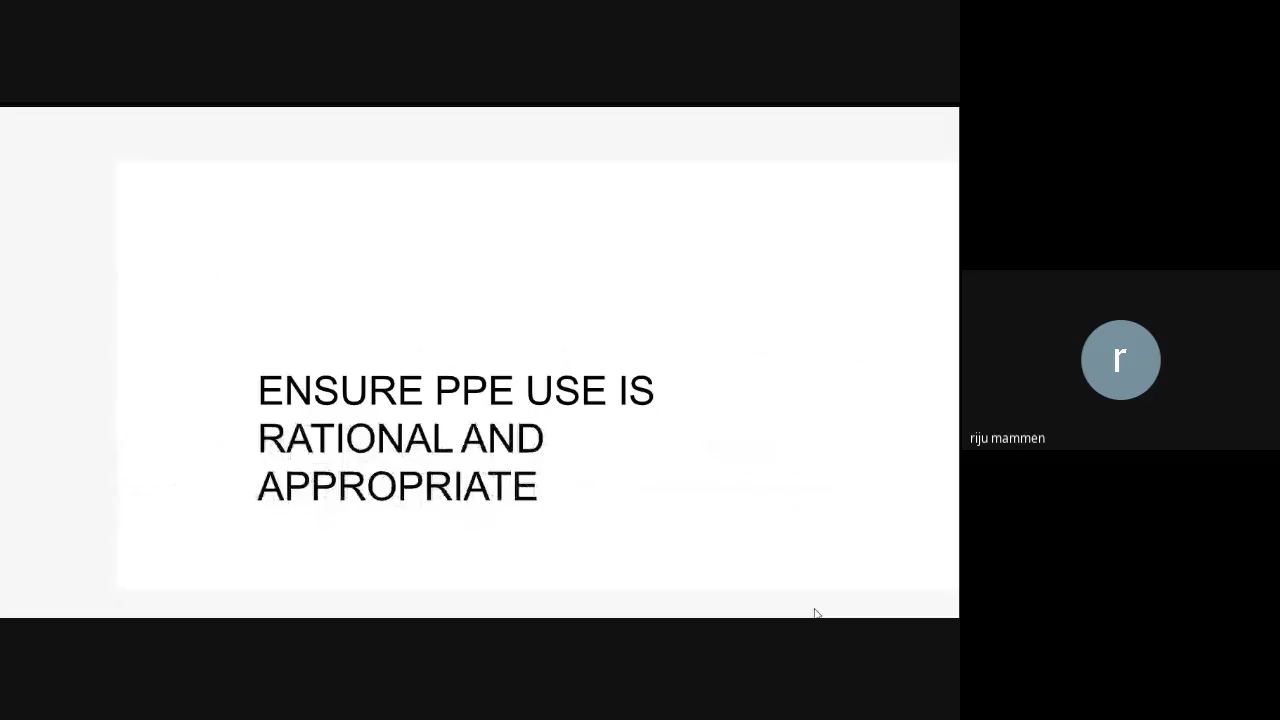 ENSURE PPE USE IS
RATIONAL AND
APPROPRIATE
r
riju mammen